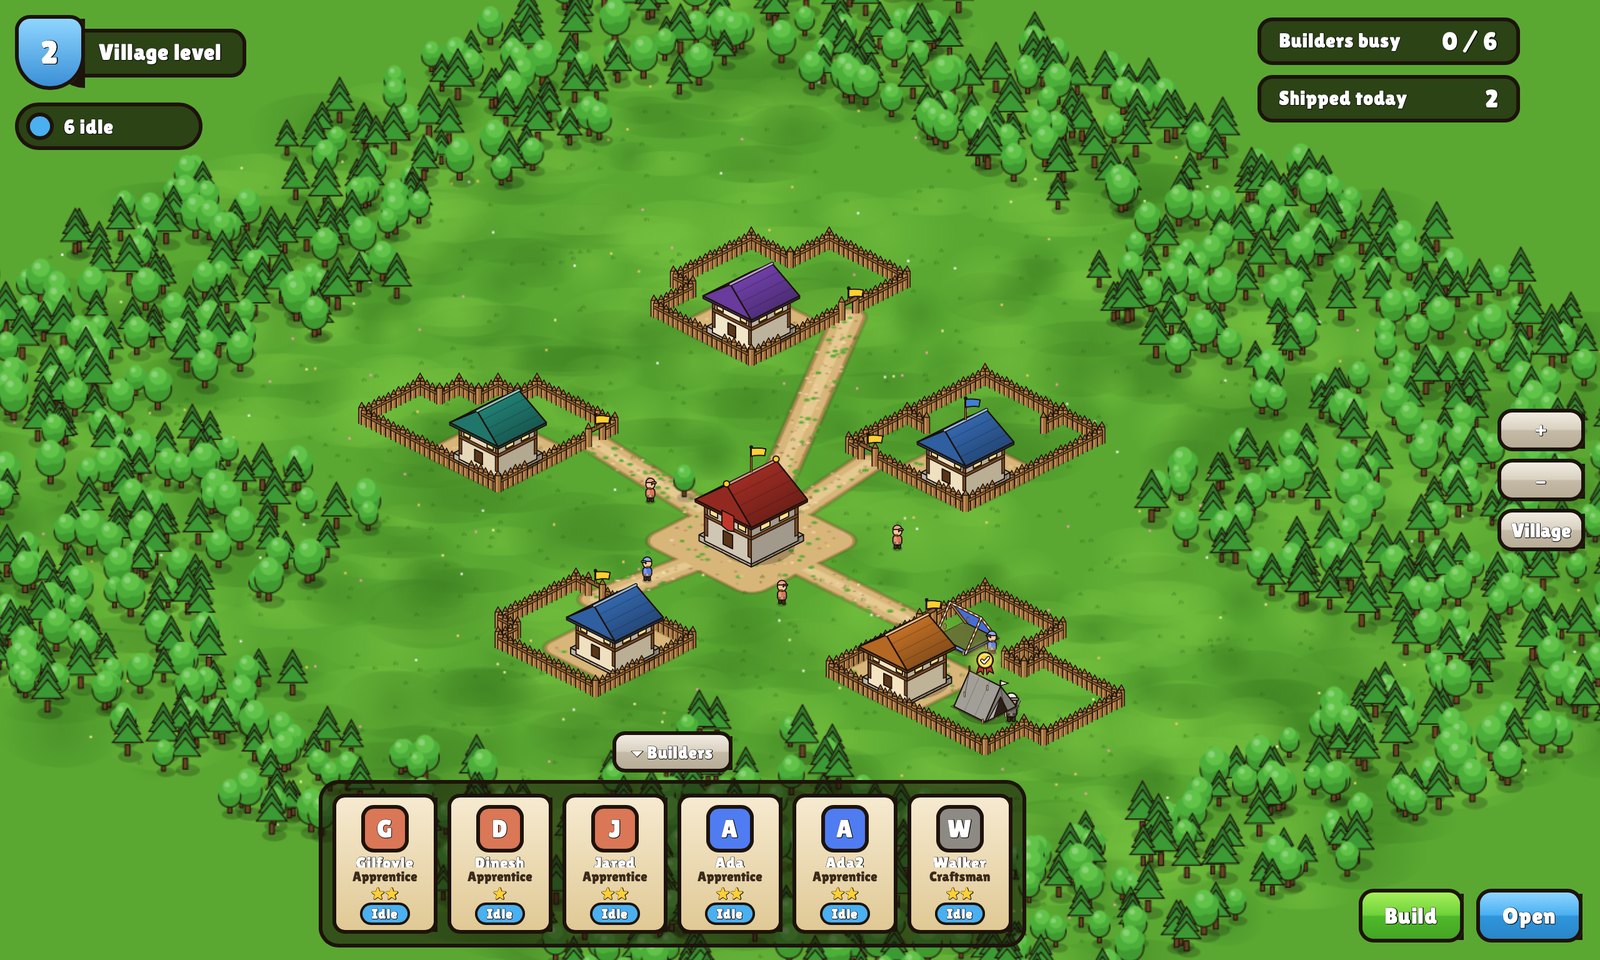 2
Village level
6 idle
Builders busy 0 / 6
Shipped today 2
+
–
Village
Builders
G
Gilfoyle
Apprentice
Idle
D
Dinesh
Apprentice
Idle
J
Jared
Apprentice
Idle
A
Ada
Apprentice
Idle
A
Ada2
Apprentice
Idle
W
Walker
Craftsman
Idle
Build
Open